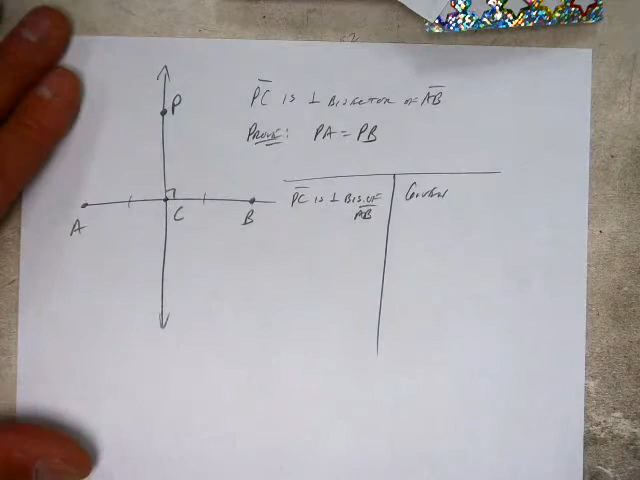 PC IS ⊥ BISECTOR OF AB
PROVE: PA = PB
P
A
C
B
PC IS ⊥ BIS. OF
AB
GIVEN